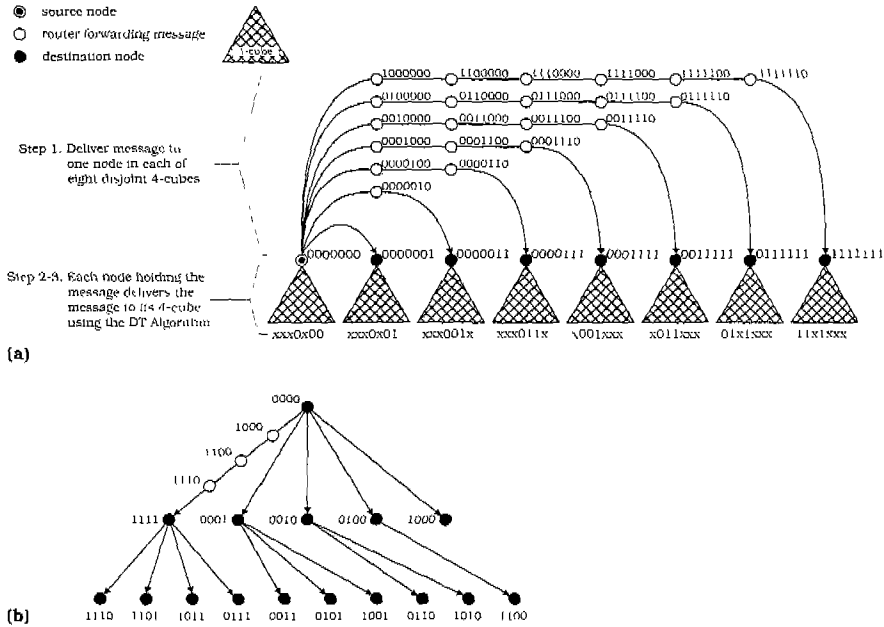 source node
router forwarding message
destination node
-cube
1000000 1100000 1110000 1111000 1111100 1111110
0100000 0110000 0111000 0111100 0111110
0010000 0011000 0011100 0011110
Step 1. Deliver message to
one node in each of
eight disjoint 4-cubes
0001000 0001100 0001110
0000100 0000110
0000010
0000000 0000001 0000011 0000111 0001111 0011111 0111111 1111111
Step 2-3. Each node holding the
message delivers the
message to its 4-cube
using the DT Algorithm
xxx0x00 xxx0x01 xxx001x xxx011x x001xxx x011xxx 01x1xxx 11x1xxx
(a)
0000
1000
1100
1110
1111 0001 0010 0100 1000
1110 1101 1011 0111 0011 0101 1001 0110 1010 1100
(b)